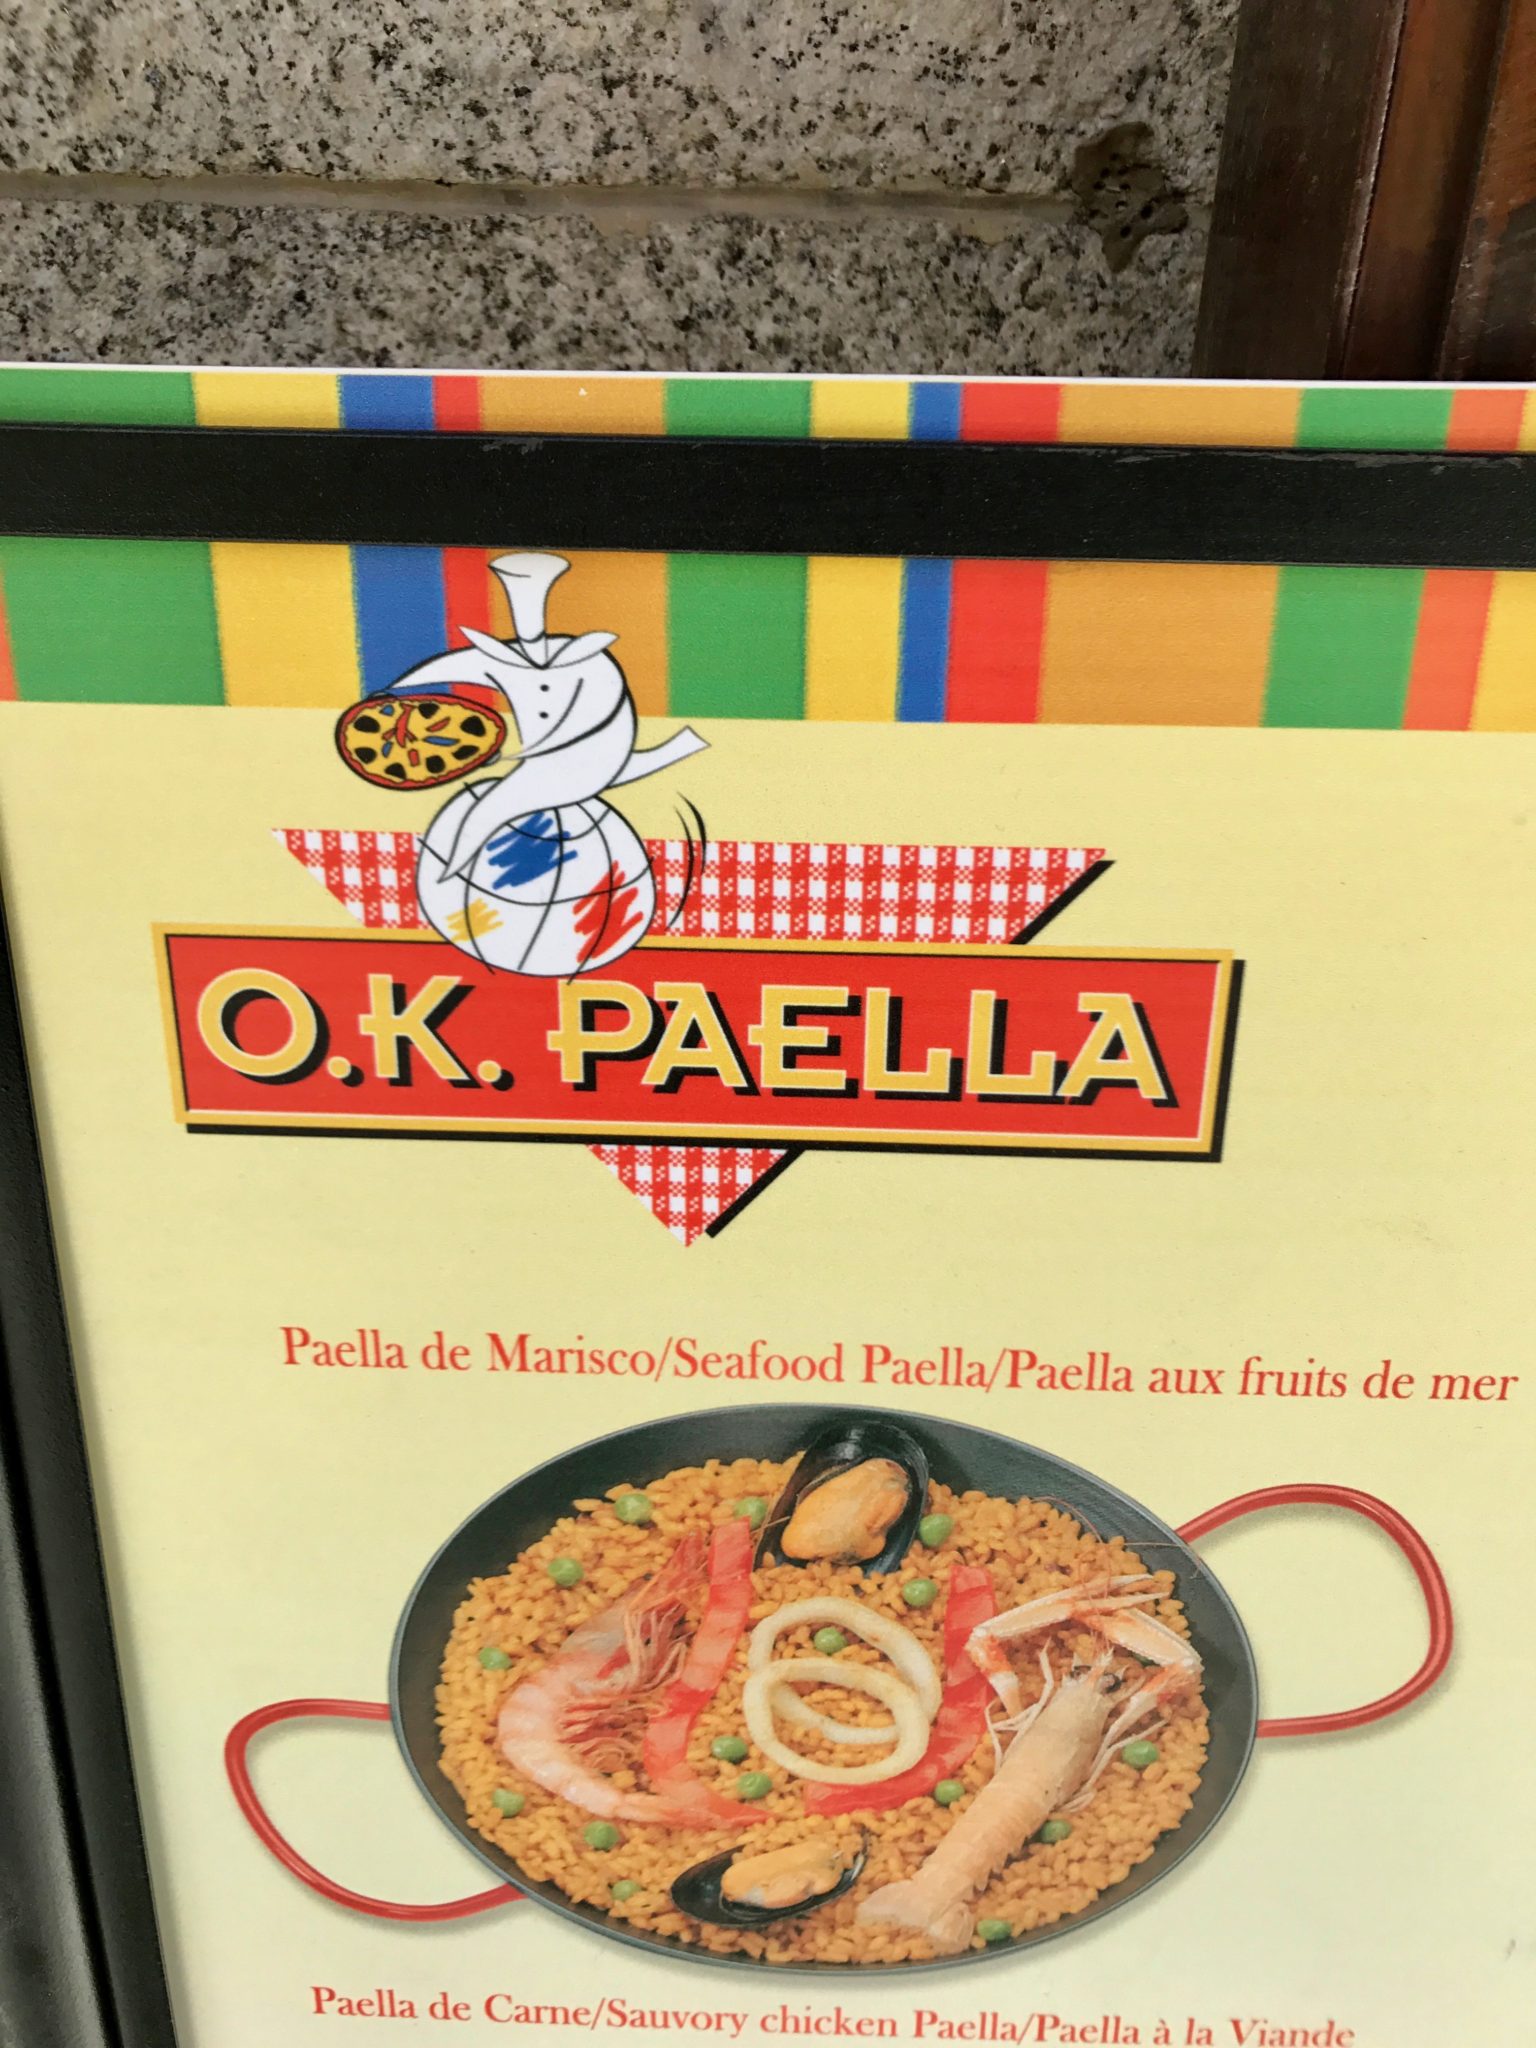 O.K. PAELLA
Paella de Marisco/Seafood Paella/Paella aux fruits de mer
Paella de Carne/Sauvory chicken Paella/Paella à la Viande